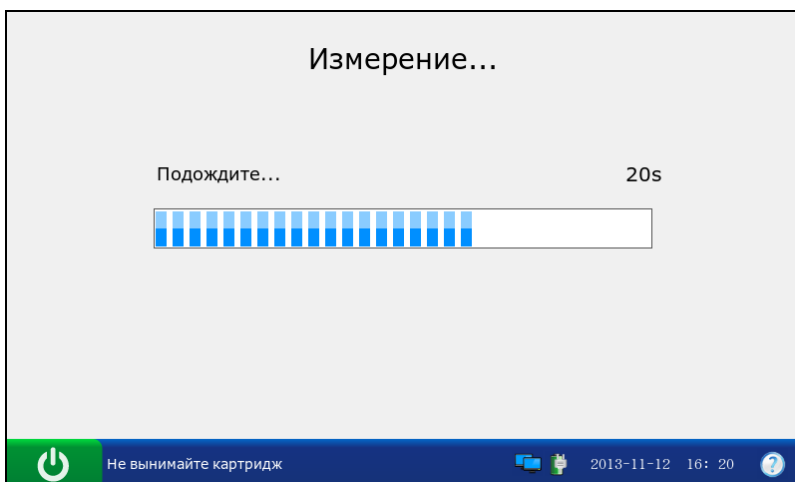 Измерение...
Подождите... 20s
Не вынимайте картридж 2013-11-12 16: 20 ?